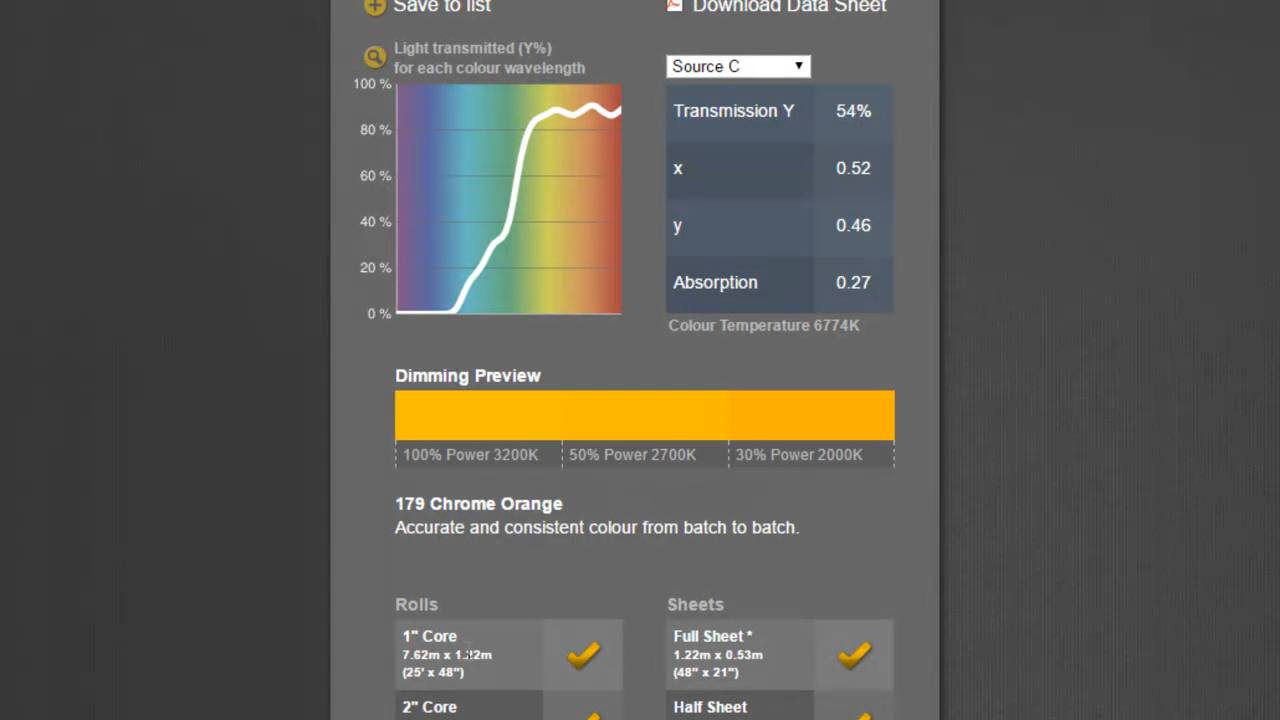 Save to list
Download Data Sheet
Light transmitted (Y%)
for each colour wavelength
100 %
80 %
60 %
40 %
20 %
0 %
Source C
Transmission Y 54%
x 0.52
y 0.46
Absorption 0.27
Colour Temperature 6774K
Dimming Preview
100% Power 3200K
50% Power 2700K
30% Power 2000K
179 Chrome Orange
Accurate and consistent colour from batch to batch.
Rolls
1" Core
7.62m x 1.22m
(25' x 48")
2" Core
Sheets
Full Sheet *
1.22m x 0.53m
(48" x 21")
Half Sheet